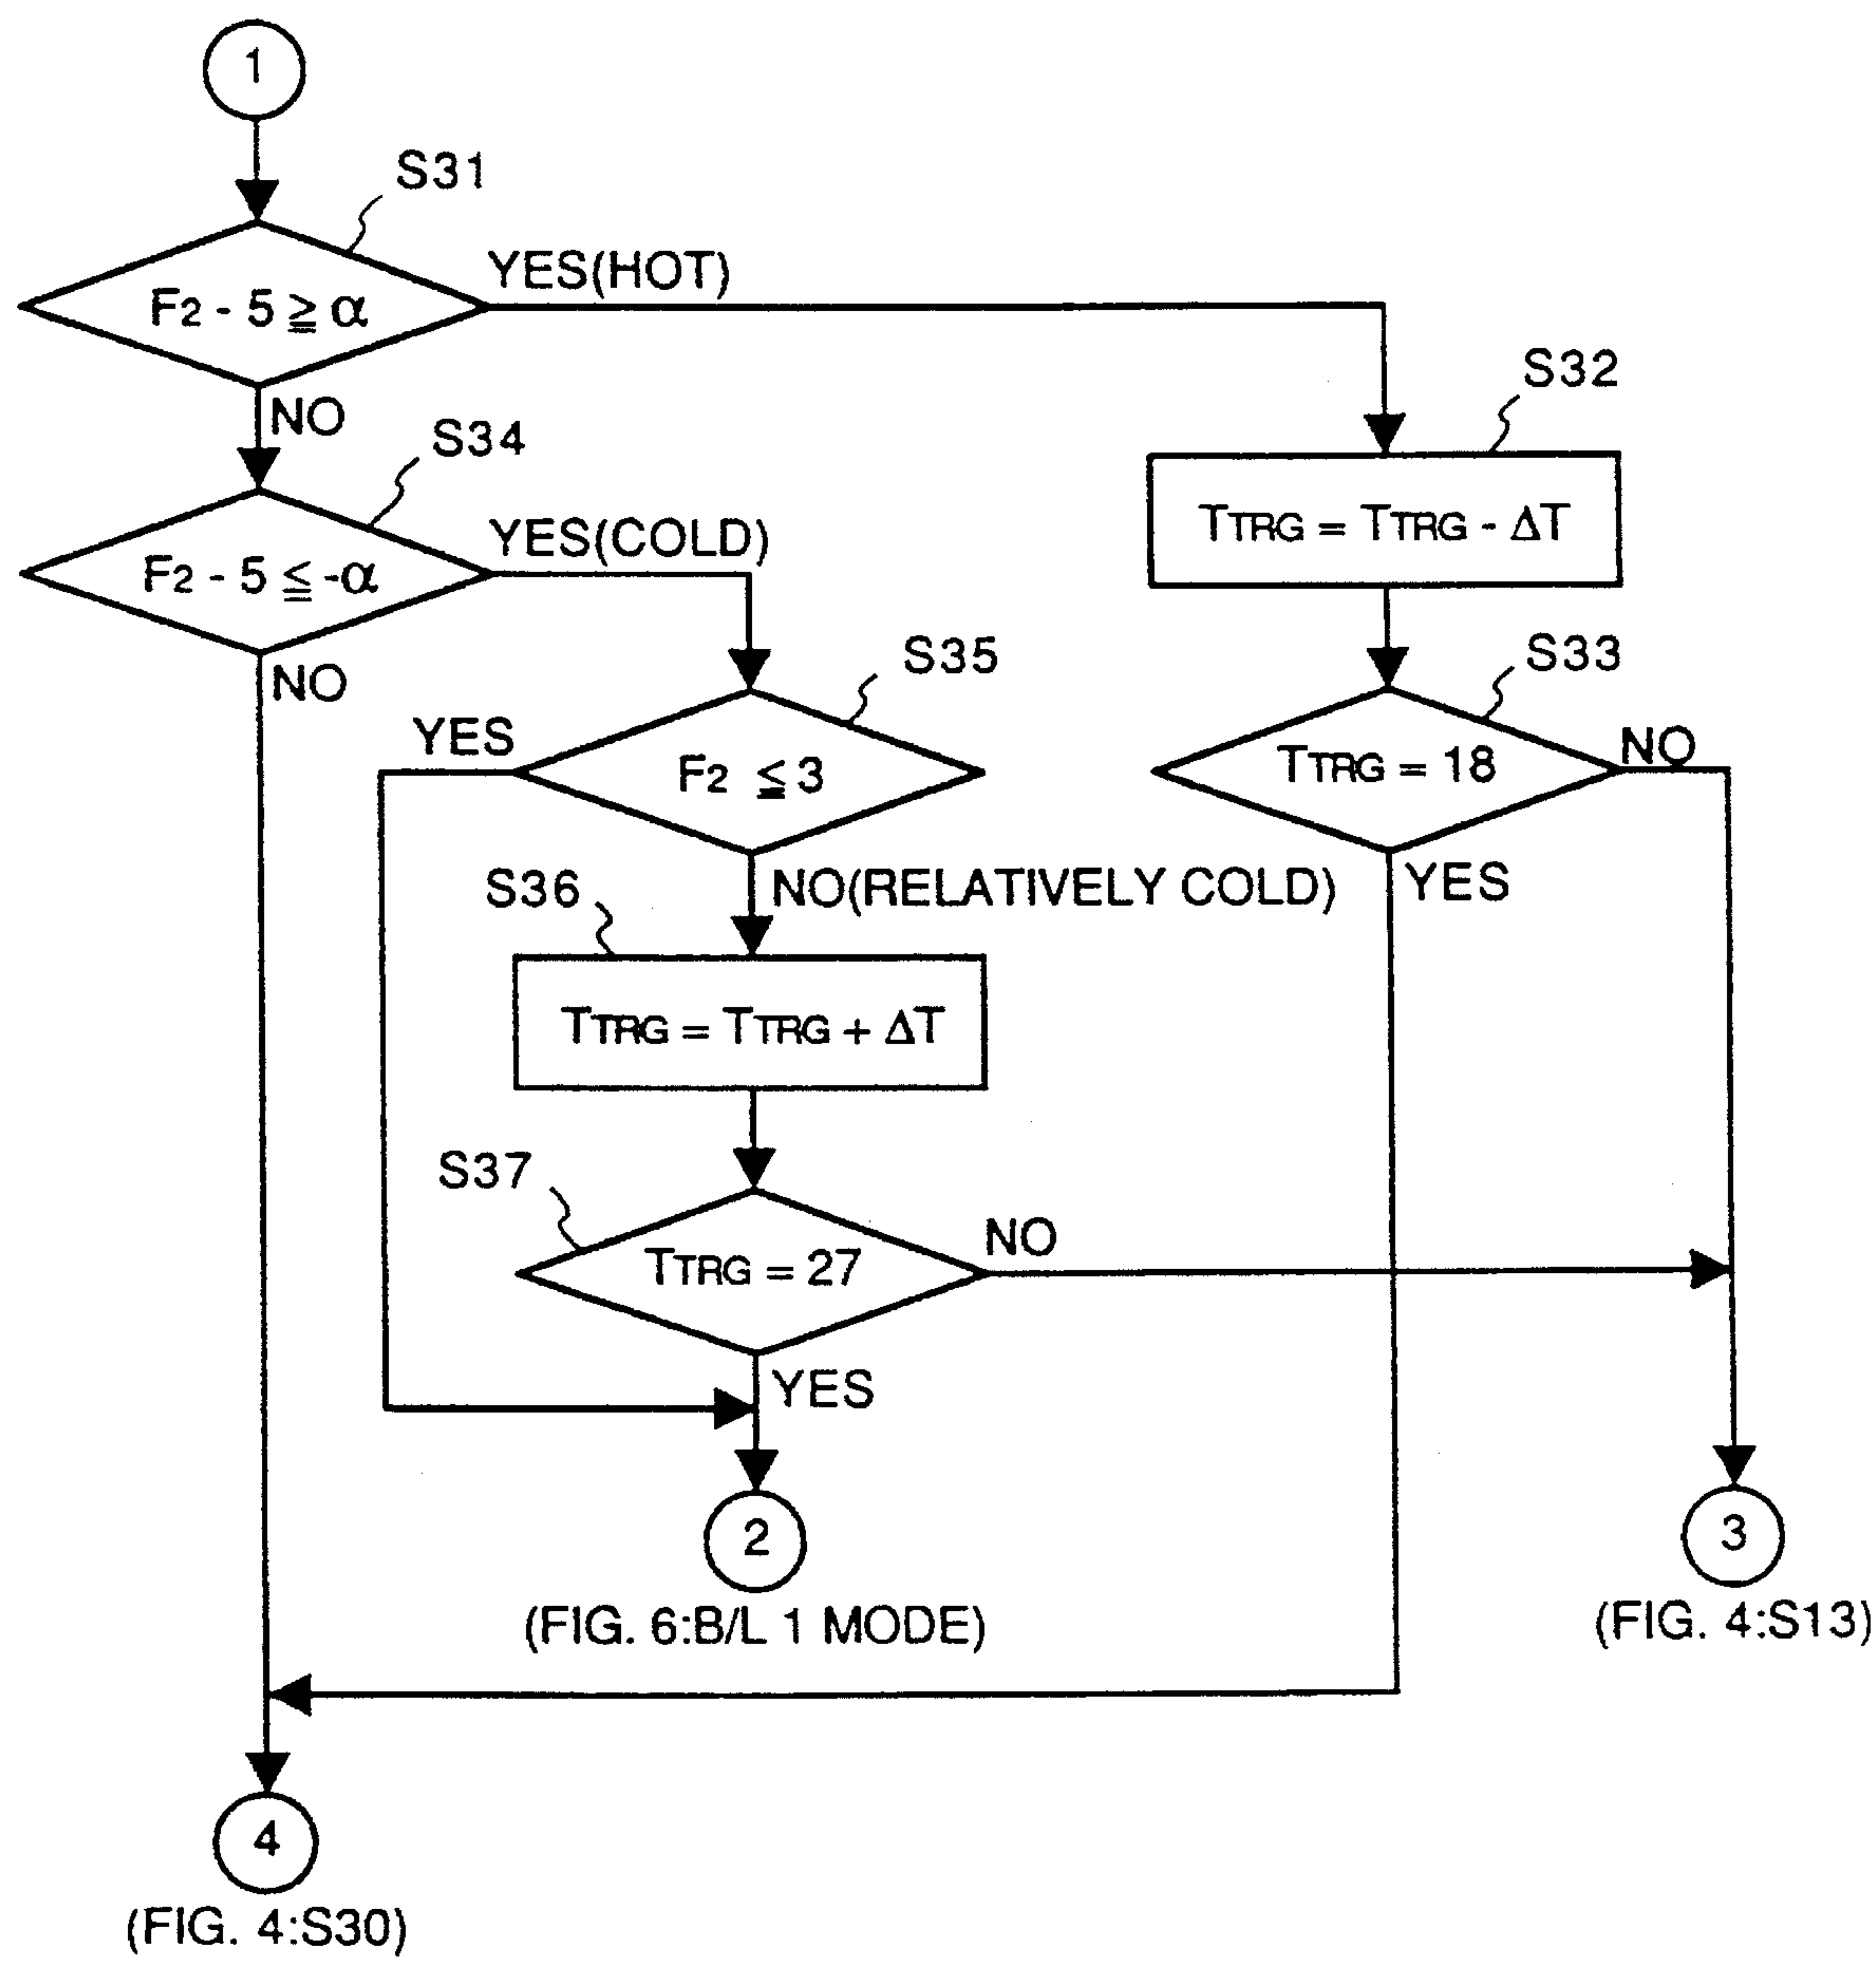 1
S31
F2 - 5 ≧ α
YES(HOT)
NO
S32
TTRG = TTRG - ΔT
S34
F2 - 5 ≦ -α
YES(COLD)
NO
S35
F2 ≦ 3
YES
NO(RELATIVELY COLD)
S33
TTRG = 18
NO
YES
S36
TTRG = TTRG + ΔT
S37
TTRG = 27
NO
YES
2
(FIG. 6:B/L 1 MODE)
3
(FIG. 4:S13)
4
(FIG. 4:S30)